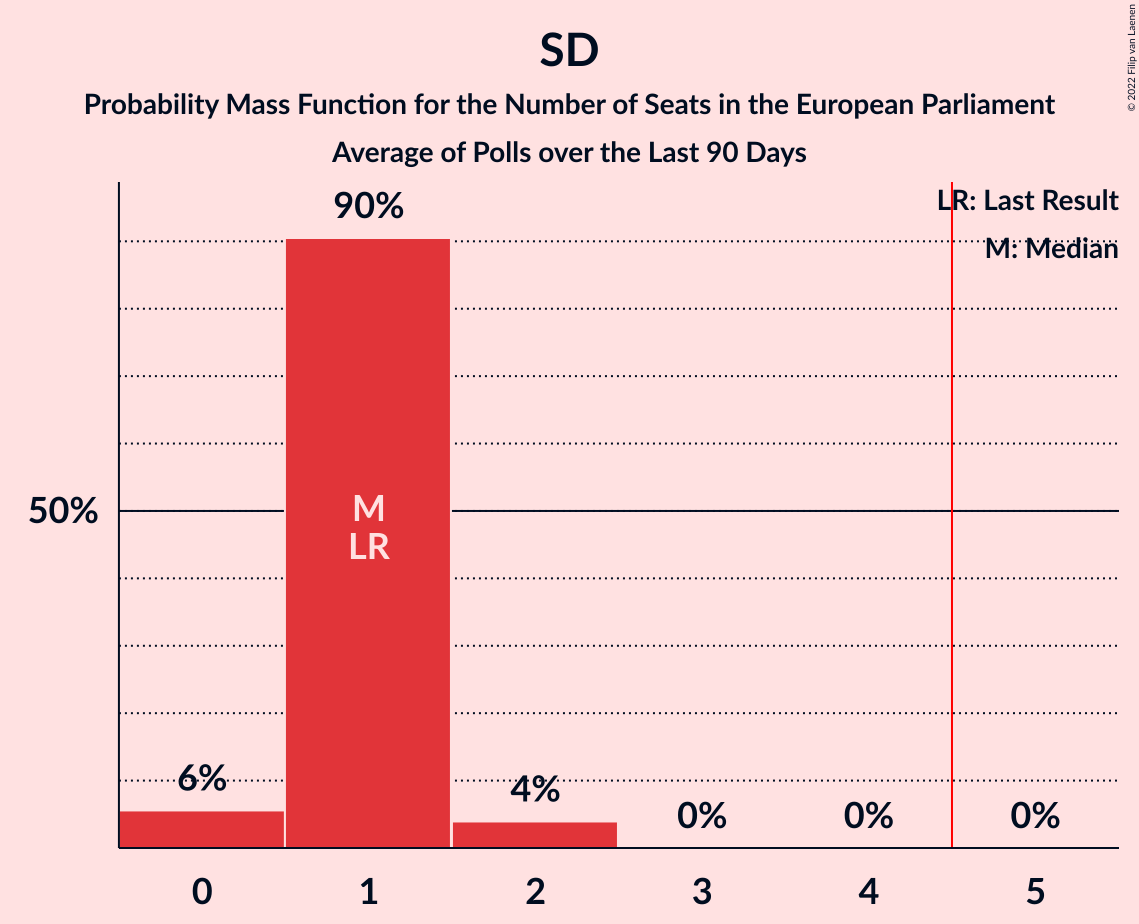 SD
Probability Mass Function for the Number of Seats in the European Parliament
Average of Polls over the Last 90 Days
© 2022 Filip van Laenen
LR: Last Result
M: Median
90%
50%
M
LR
6%
4%
0%
0%
0%
0
1
2
3
4
5